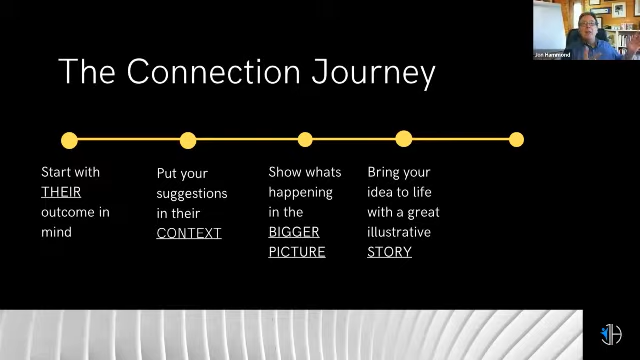 The Connection Journey
Start with
THEIR
outcome in
mind
Put your
suggestions
in their
CONTEXT
Show whats
happening
in the
BIGGER
PICTURE
Bring your
idea to life
with a great
illustrative
STORY
Jon Hammond
JH